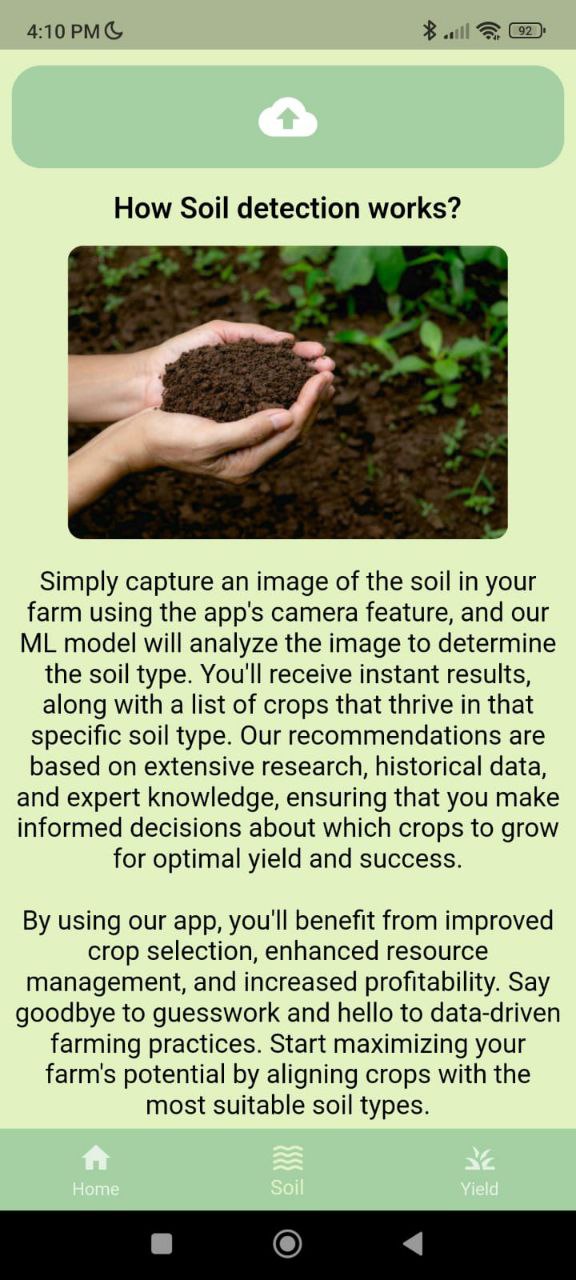 4:10 PM
92
How Soil detection works?
Simply capture an image of the soil in your
farm using the app's camera feature, and our
ML model will analyze the image to determine
the soil type. You'll receive instant results,
along with a list of crops that thrive in that
specific soil type. Our recommendations are
based on extensive research, historical data,
and expert knowledge, ensuring that you make
informed decisions about which crops to grow
for optimal yield and success.
By using our app, you'll benefit from improved
crop selection, enhanced resource
management, and increased profitability. Say
goodbye to guesswork and hello to data-driven
farming practices. Start maximizing your
farm's potential by aligning crops with the
most suitable soil types.
Home
Soil
Yield